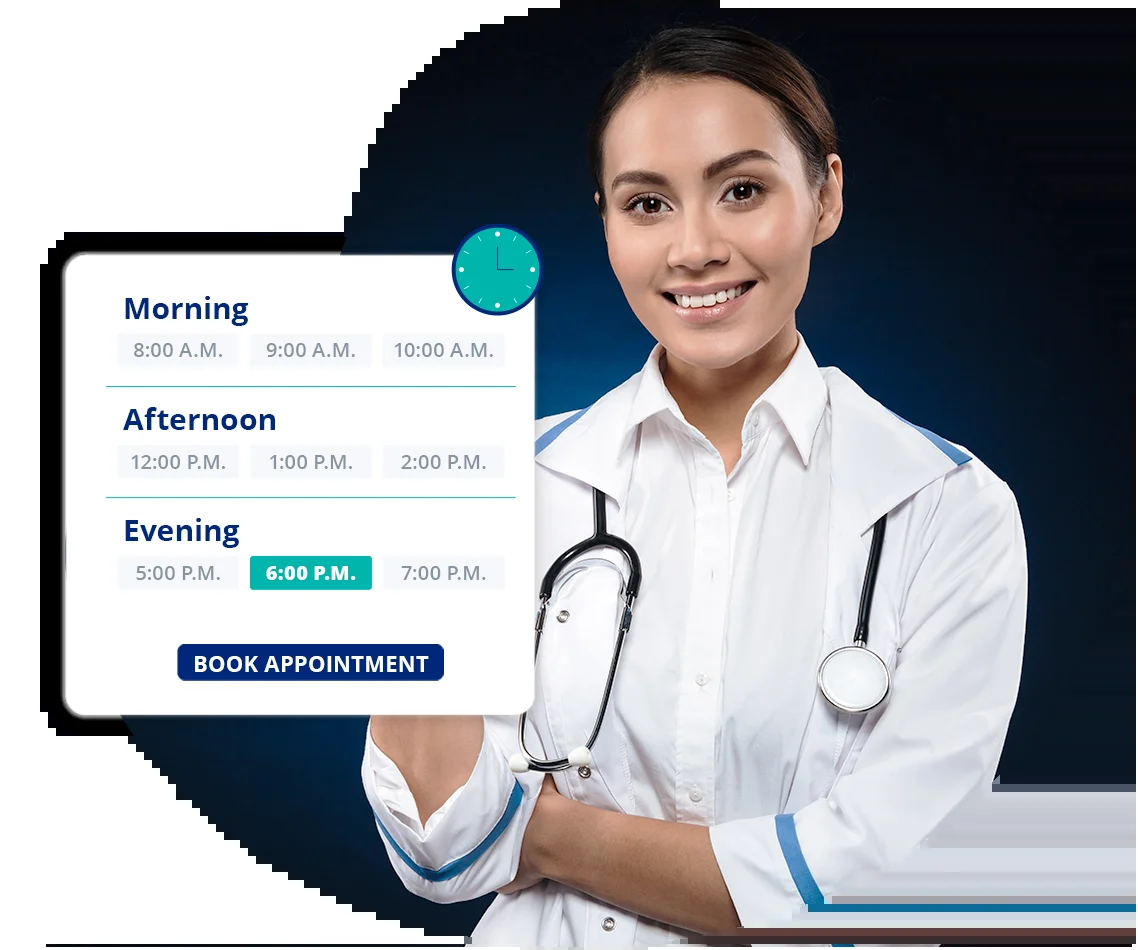 Morning
8:00 A.M. 9:00 A.M. 10:00 A.M.
Afternoon
12:00 P.M. 1:00 P.M. 2:00 P.M.
Evening
5:00 P.M. 6:00 P.M. 7:00 P.M.
BOOK APPOINTMENT